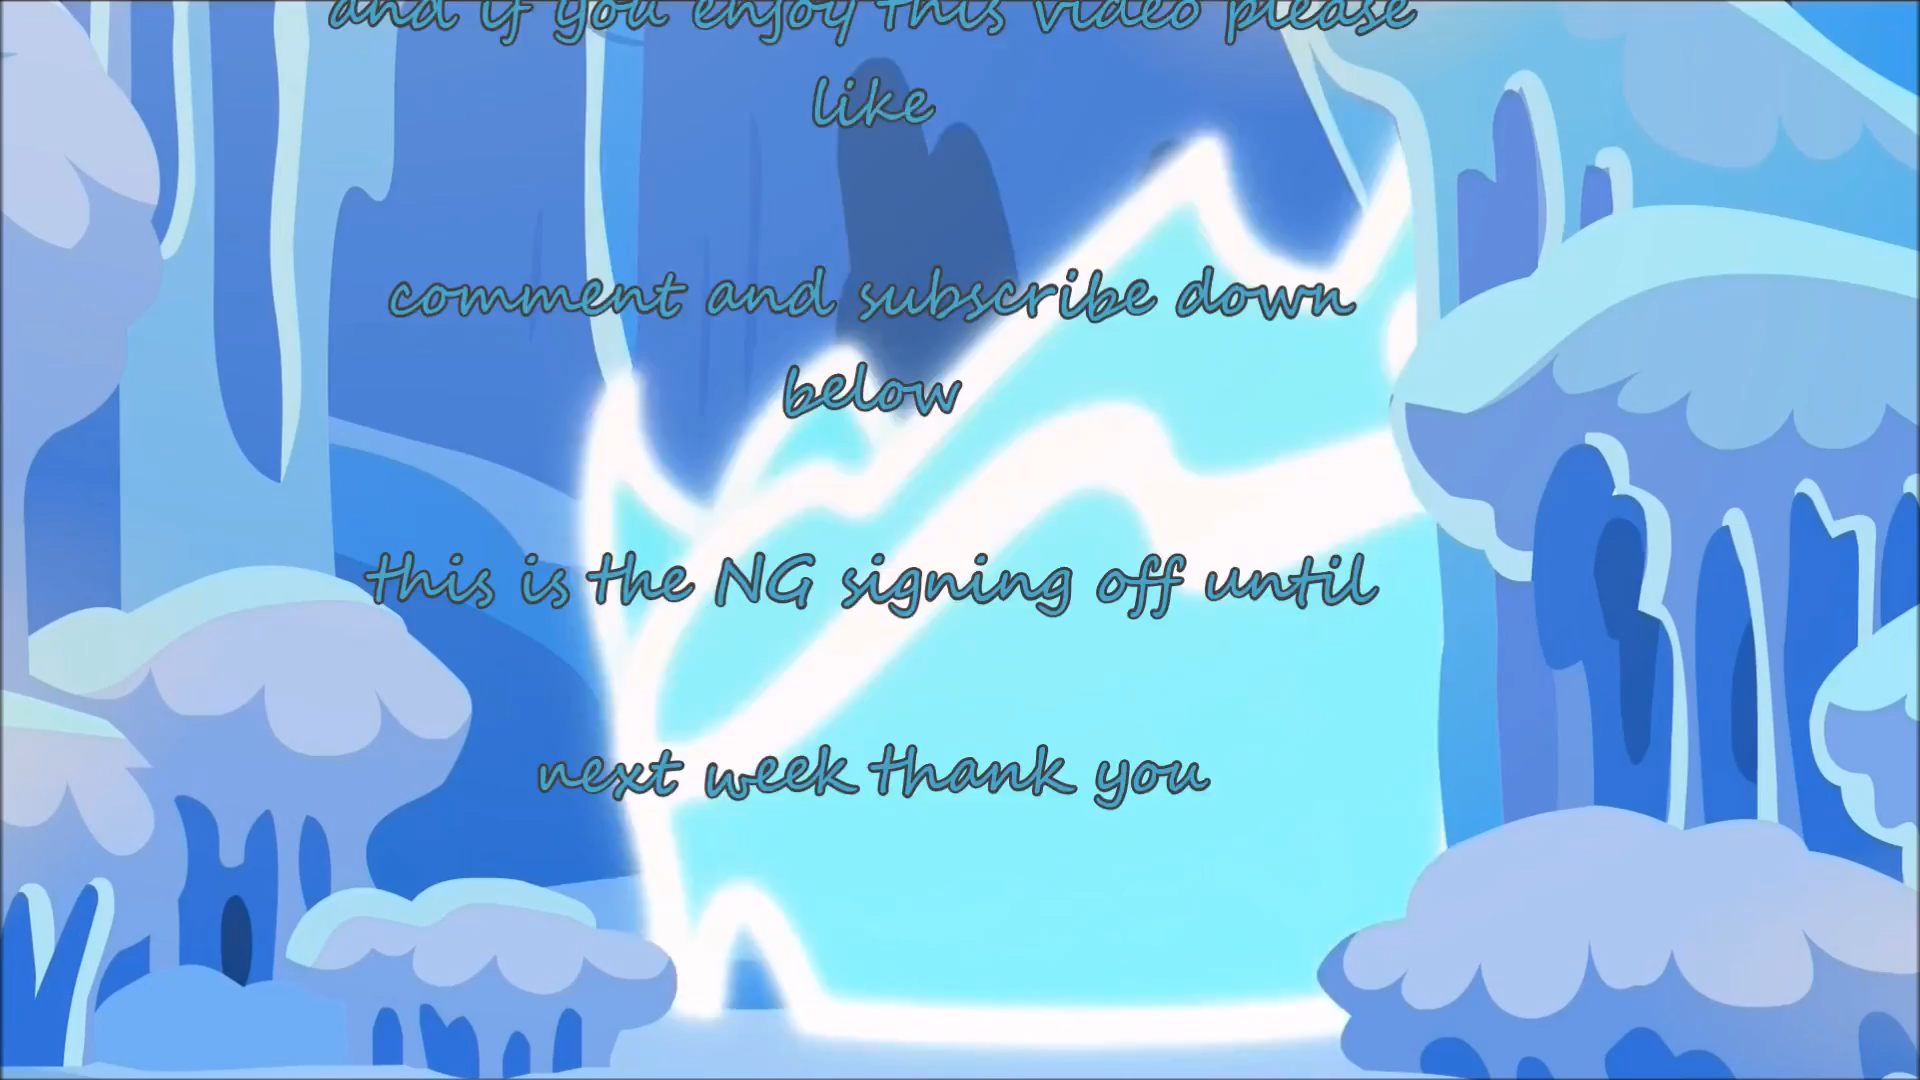 and if you enjoy this video please
like
comment and subscribe down
below
this is the NG signing off until
next week thank you